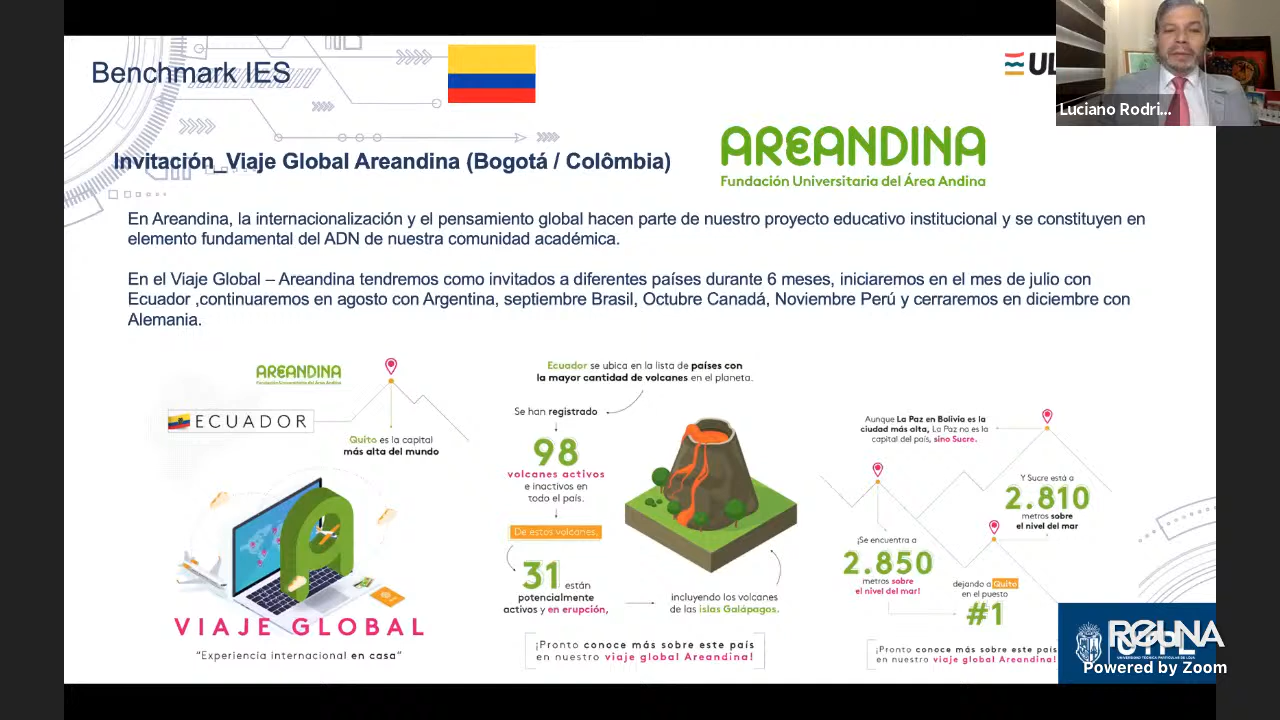 Benchmark IES
Luciano Rodri...
Invitación_Viaje Global Areandina (Bogotá / Colômbia)
AREANDINA
Fundación Universitaria del Área Andina
En Areandina, la internacionalización y el pensamiento global hacen parte de nuestro proyecto educativo institucional y se constituyen en
elemento fundamental del ADN de nuestra comunidad académica.
En el Viaje Global – Areandina tendremos como invitados a diferentes países durante 6 meses, iniciaremos en el mes de julio con
Ecuador ,continuaremos en agosto con Argentina, septiembre Brasil, Octubre Canadá, Noviembre Perú y cerraremos en diciembre con
Alemania.
AREANDINA
Fundación Universitaria del Área Andina
ECUADOR
Quito es la capital
más alta del mundo
VIAJE GLOBAL
“Experiencia internacional en casa”
Ecuador se ubica en la lista de países con
la mayor cantidad de volcanes en el planeta.
Se han registrado
98
volcanes activos
e inactivos en
todo el país.
De estos volcanes,
31 están
potencialmente
activos y en erupción,
incluyendo los volcanes
de las islas Galápagos.
¡Pronto conoce más sobre este país
en nuestro viaje global Areandina!
Aunque La Paz en Bolivia es la
ciudad más alta, La Paz no es la
capital del país, sino Sucre.
Y Sucre está a
2.810
metros sobre
el nivel del mar
¡Se encuentra a
2.850
metros sobre
el nivel del mar!
dejando a Quito
en el puesto
#1
¡Pronto conoce más sobre este país
en nuestro viaje global Areandina!
UTPL
REUNA
Powered by Zoom